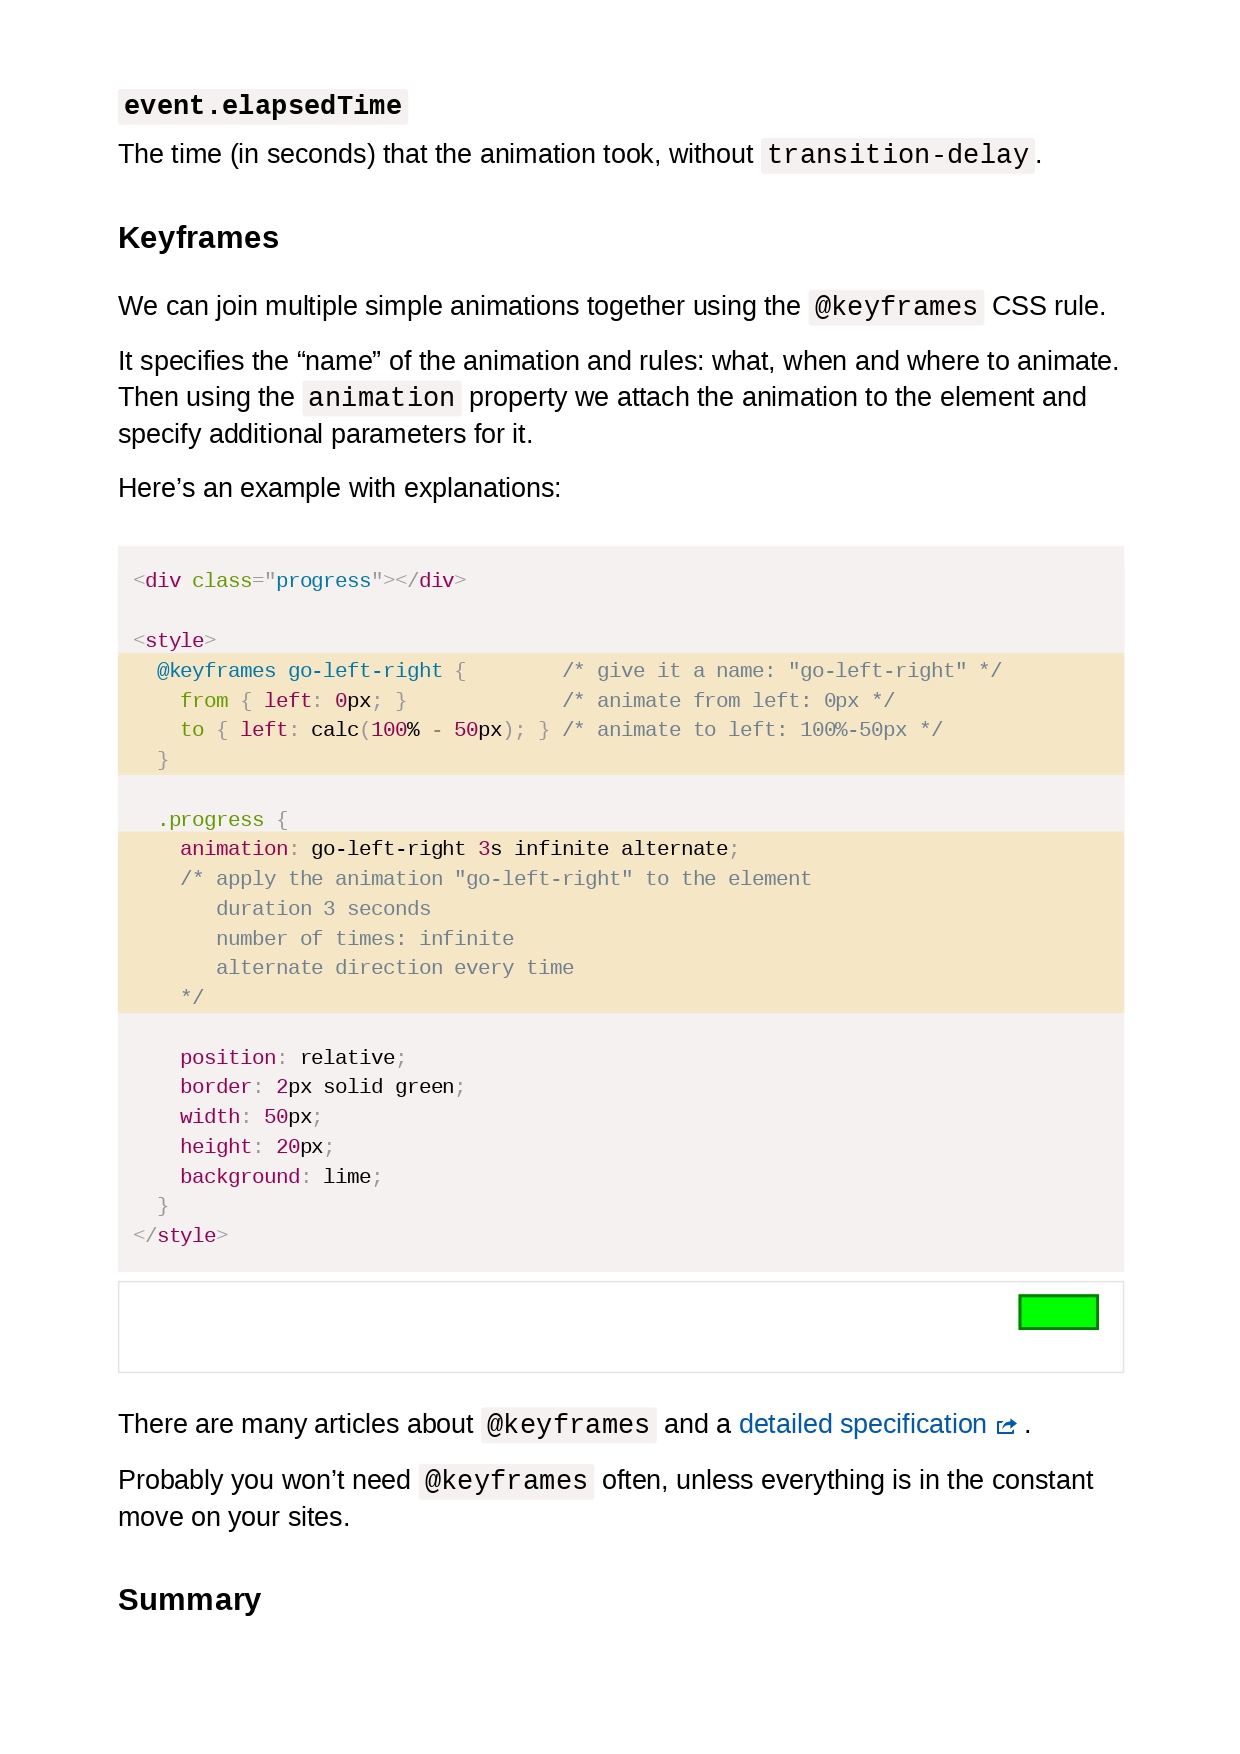 event.elapsedTime
The time (in seconds) that the animation took, without transition-delay.
Keyframes
We can join multiple simple animations together using the @keyframes CSS rule.
It specifies the “name” of the animation and rules: what, when and where to animate.
Then using the animation property we attach the animation to the element and
specify additional parameters for it.
Here’s an example with explanations:
<div class="progress"></div>
<style>
  @keyframes go-left-right {        /* give it a name: "go-left-right" */
    from { left: 0px; }             /* animate from left: 0px */
    to { left: calc(100% - 50px); } /* animate to left: 100%-50px */
  }
  .progress {
    animation: go-left-right 3s infinite alternate;
    /* apply the animation "go-left-right" to the element
       duration 3 seconds
       number of times: infinite
       alternate direction every time
    */
    position: relative;
    border: 2px solid green;
    width: 50px;
    height: 20px;
    background: lime;
  }
</style>
There are many articles about @keyframes and a detailed specification .
Probably you won’t need @keyframes often, unless everything is in the constant
move on your sites.
Summary